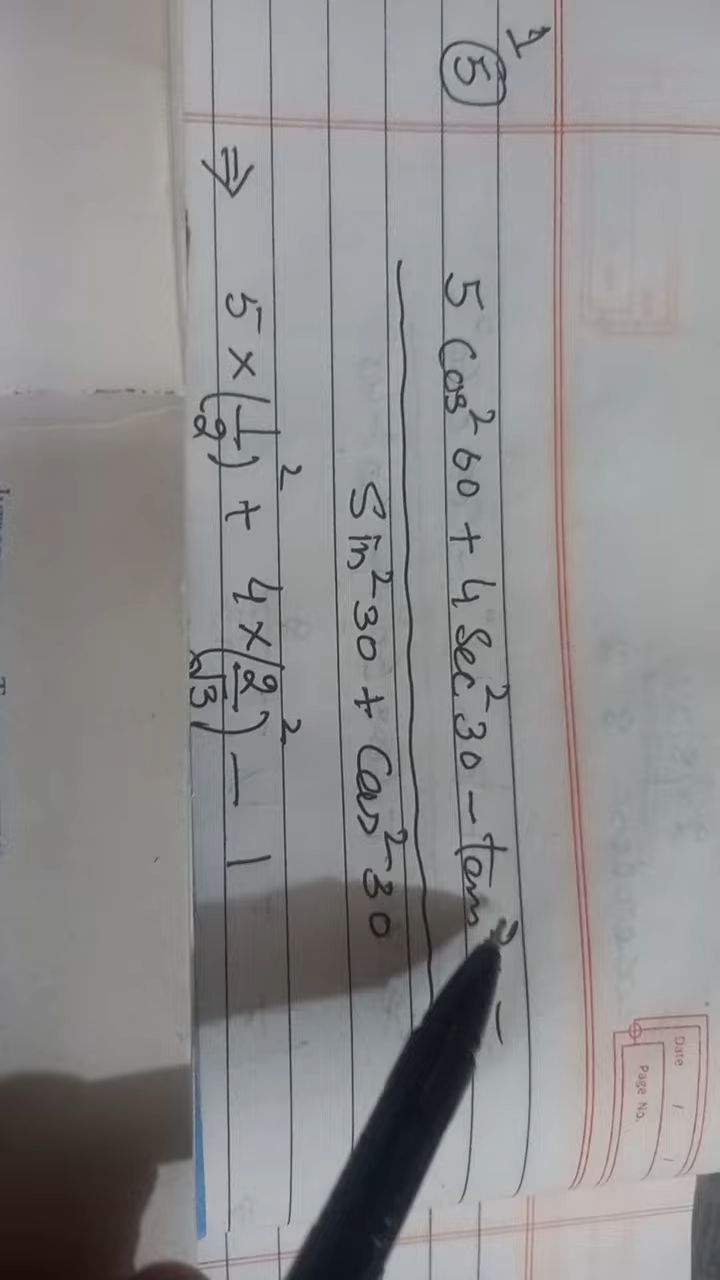 1
(5) 5 cos² 60 + 4 sec² 30 - tan²
sin² 30 + cos² 30
⇒ 5 × (1/2)² + 4 × (2/√3)² - 1
Date / /
Page No.